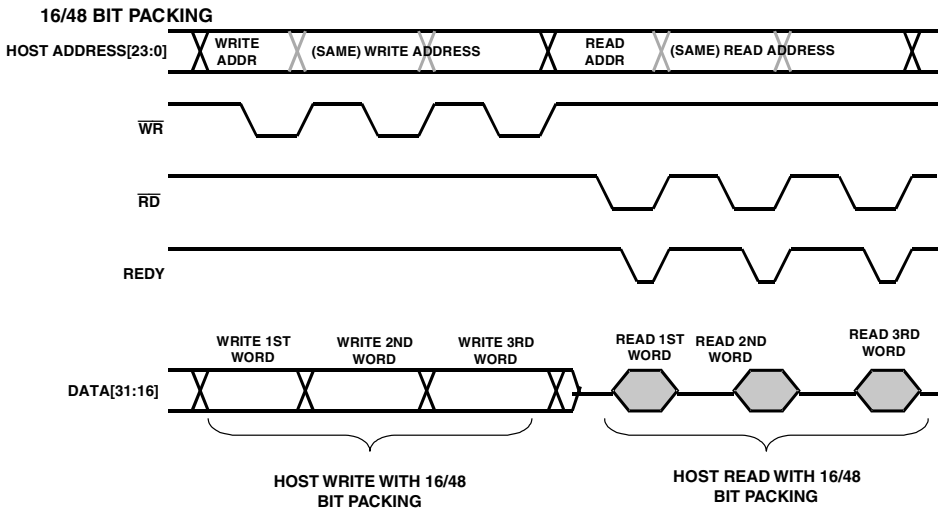 16/48 BIT PACKING
HOST ADDRESS[23:0]
WRITE
ADDR
(SAME) WRITE ADDRESS
READ
ADDR
(SAME) READ ADDRESS
WR
RD
REDY
WRITE 1ST
WORD
WRITE 2ND
WORD
WRITE 3RD
WORD
READ 1ST
WORD
READ 2ND
WORD
READ 3RD
WORD
DATA[31:16]
HOST WRITE WITH 16/48
BIT PACKING
HOST READ WITH 16/48
BIT PACKING